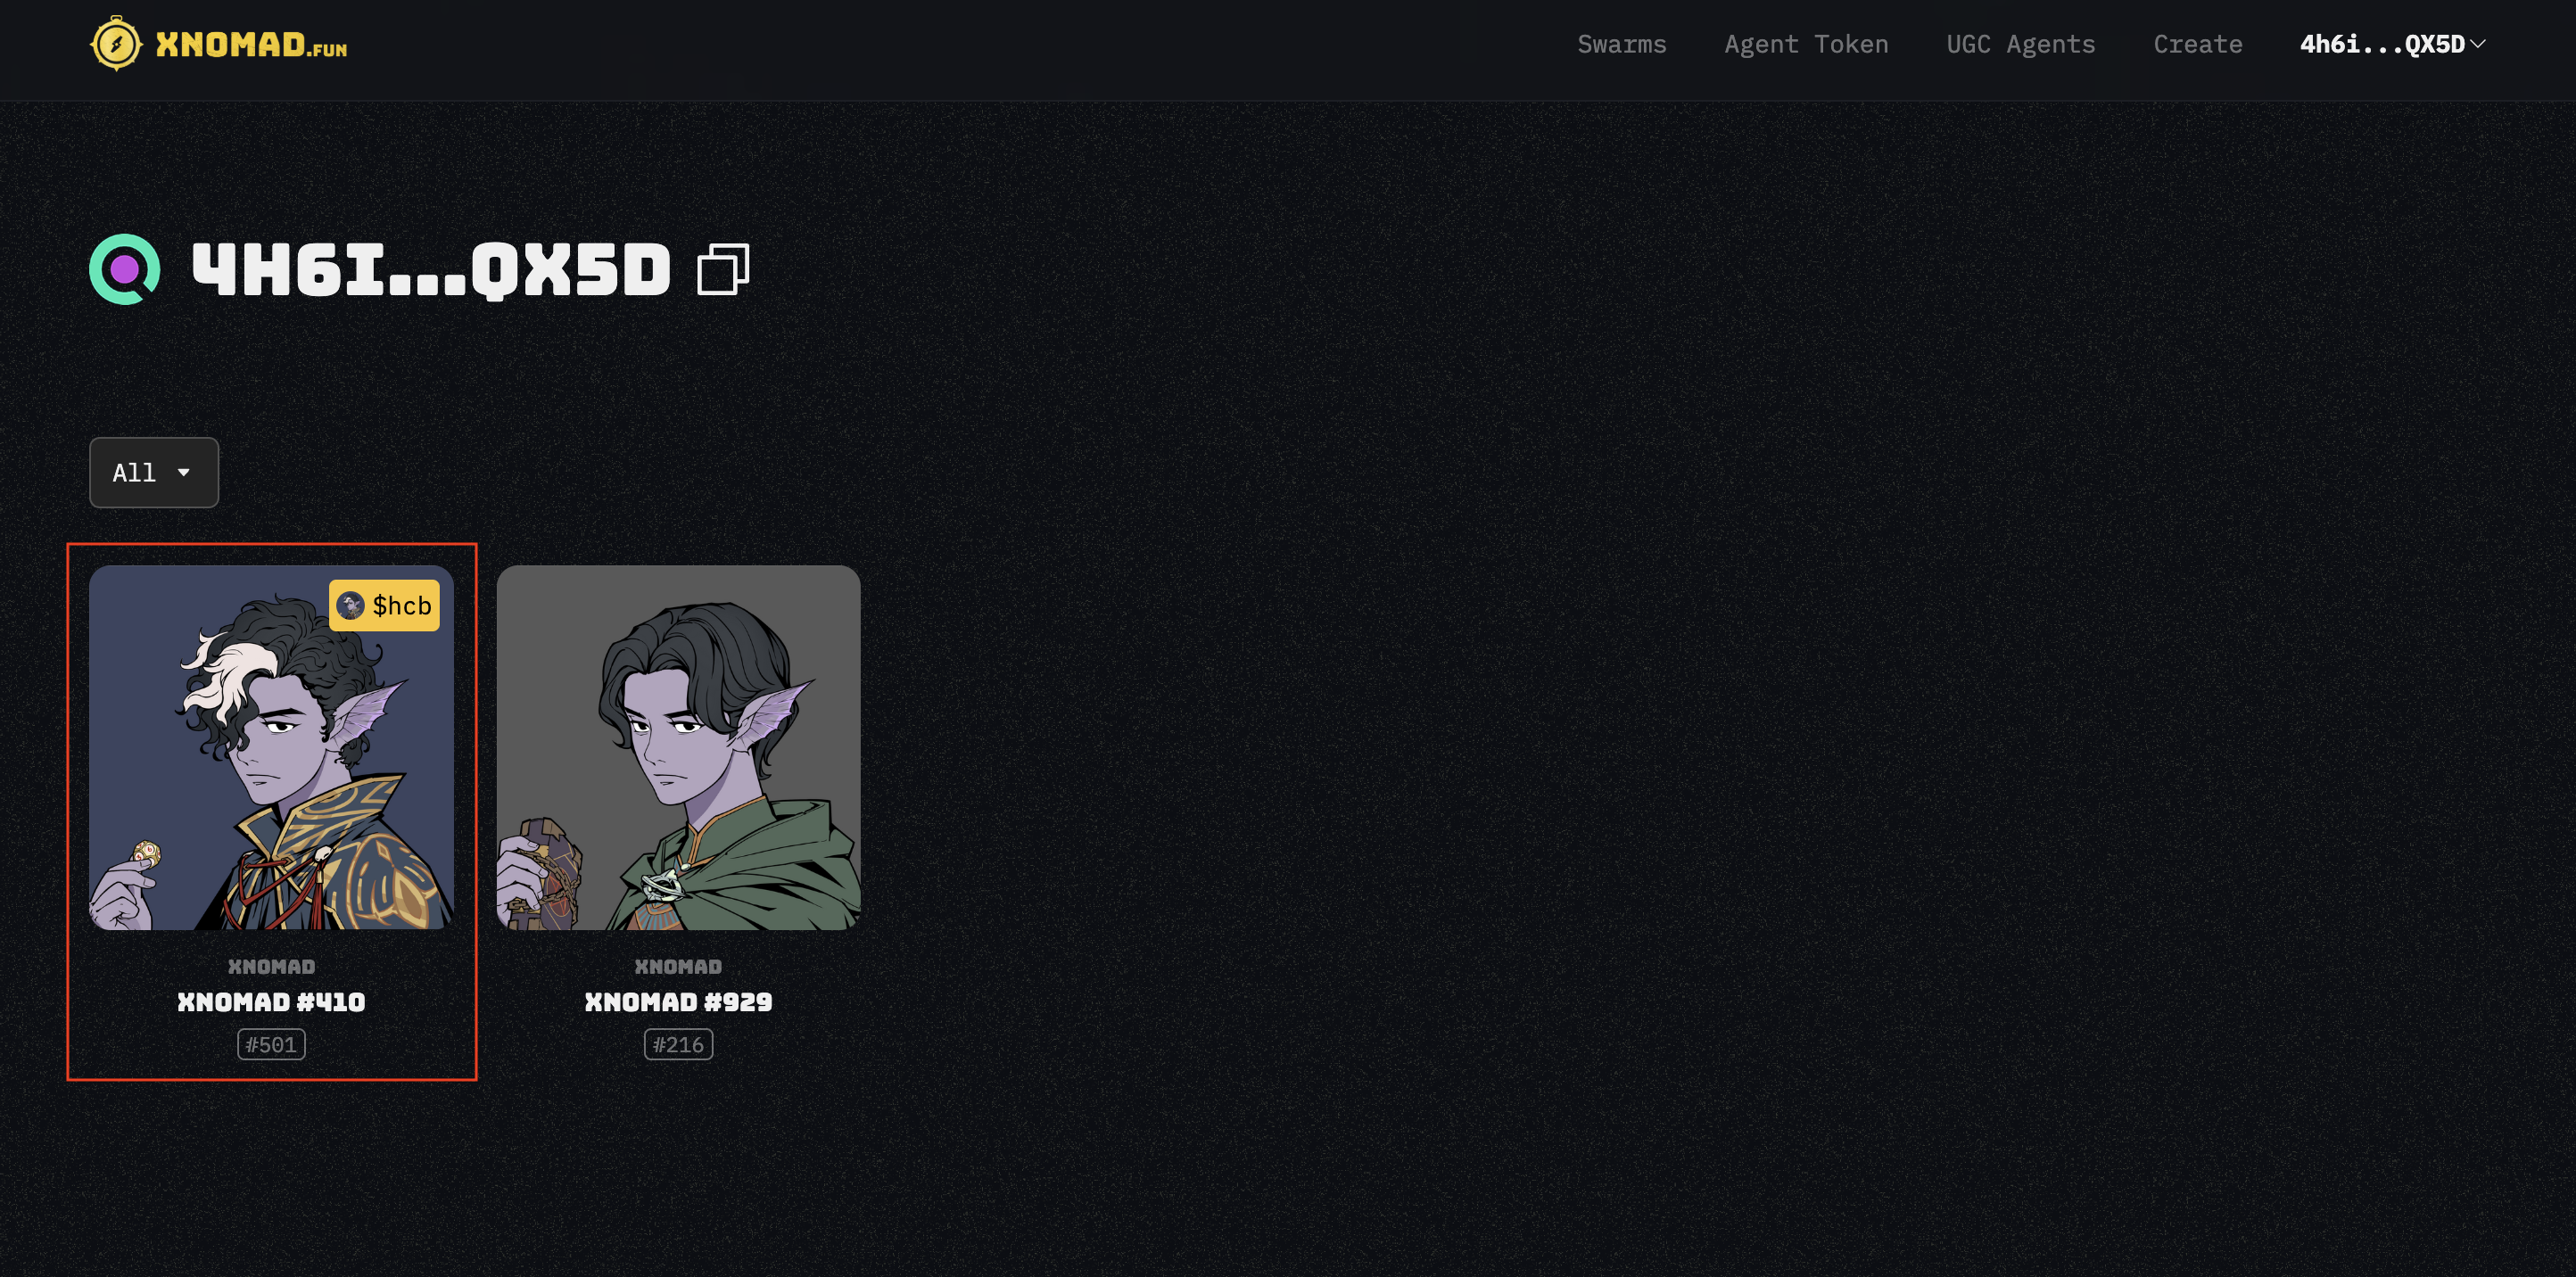 XNOMAD.FUN
Swarms Agent Token UGC Agents Create 4h6i...QX5D
4H6I...QX5D
All
$hcb
XNOMAD
XNOMAD #410
#501
XNOMAD
XNOMAD #929
#216